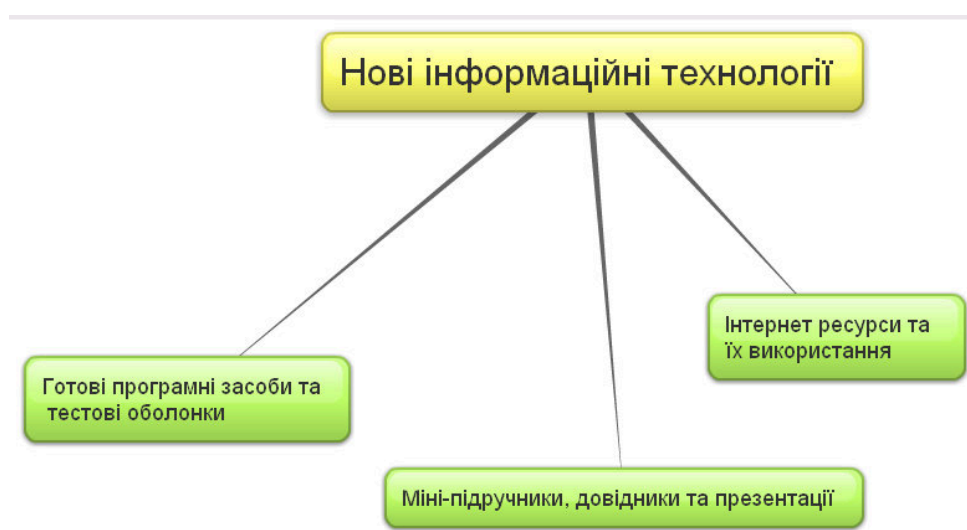 Нові інформаційні технології
Інтернет ресурси та
їх використання
Готові програмні засоби та
тестові оболонки
Міні-підручники, довідники та презентації